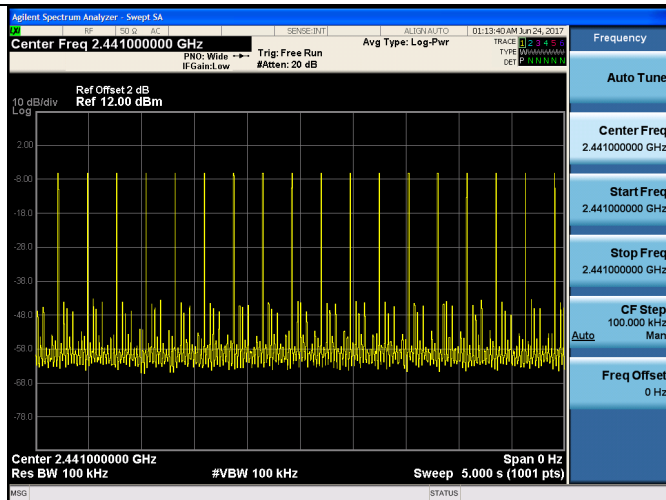 Agilent Spectrum Analyzer - Swept SA
RF 50 Ω AC SENSE:INT ALIGN AUTO 01:13:40 AM Jun 24, 2017
Center Freq 2.441000000 GHz Avg Type: Log-Pwr TRACE 1 2 3 4 5 6
PNO: Wide Trig: Free Run TYPE
IFGain:Low #Atten: 20 dB DET P N N N N N
Ref Offset 2 dB
10 dB/div Ref 12.00 dBm
Log
2.00
-8.00
-18.0
-28.0
-38.0
-48.0
-58.0
-68.0
-78.0
Center 2.441000000 GHz Span 0 Hz
Res BW 100 kHz #VBW 100 kHz Sweep 5.000 s (1001 pts)
MSG STATUS
Frequency
Auto Tune
Center Freq
2.441000000 GHz
Start Freq
2.441000000 GHz
Stop Freq
2.441000000 GHz
CF Step
100.000 kHz
Auto Man
Freq Offset
0 Hz